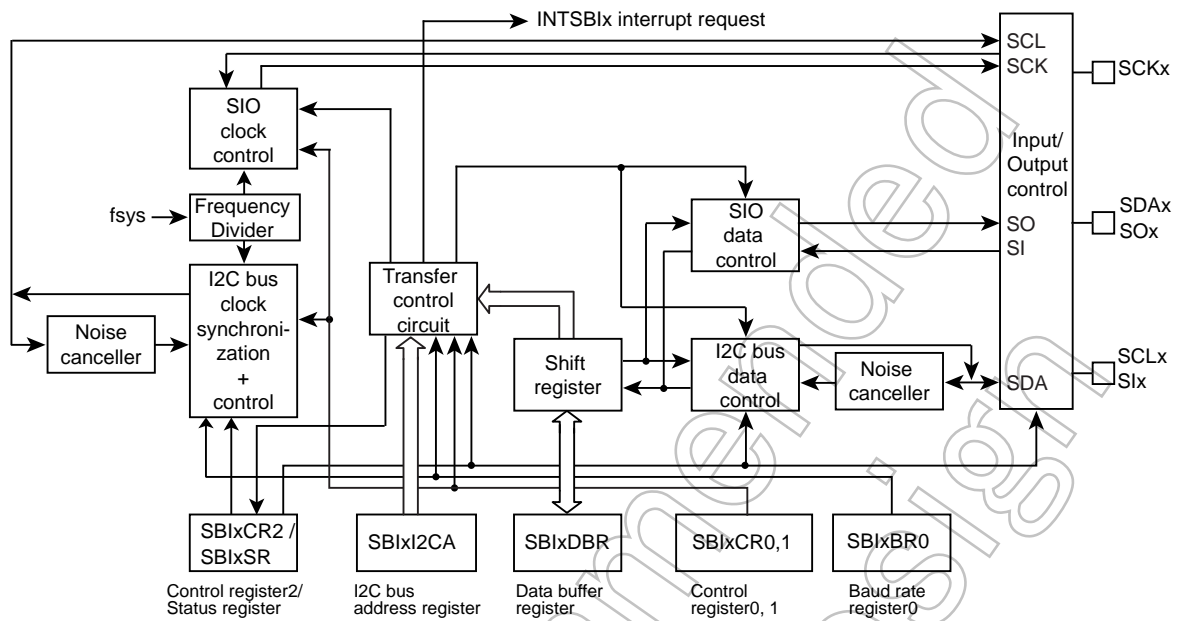 INTSBIx interrupt request
SCL
SCK
SCKx
SIO
clock
control
Input/
Output
control
fsys
Frequency
Divider
SIO
data
control
SO
SI
SDAx
SOx
I2C bus
clock
synchroni-
zation
+
control
Noise
canceller
Transfer
control
circuit
Shift
register
I2C bus
data
control
Noise
canceller
SDA
SCLx
SIx
SBIxCR2 /
SBIxSR
SBIxI2CA
SBIxDBR
SBIxCR0,1
SBIxBR0
Control register2/
Status register
I2C bus
address register
Data buffer
register
Control
register0, 1
Baud rate
register0
omended
esign